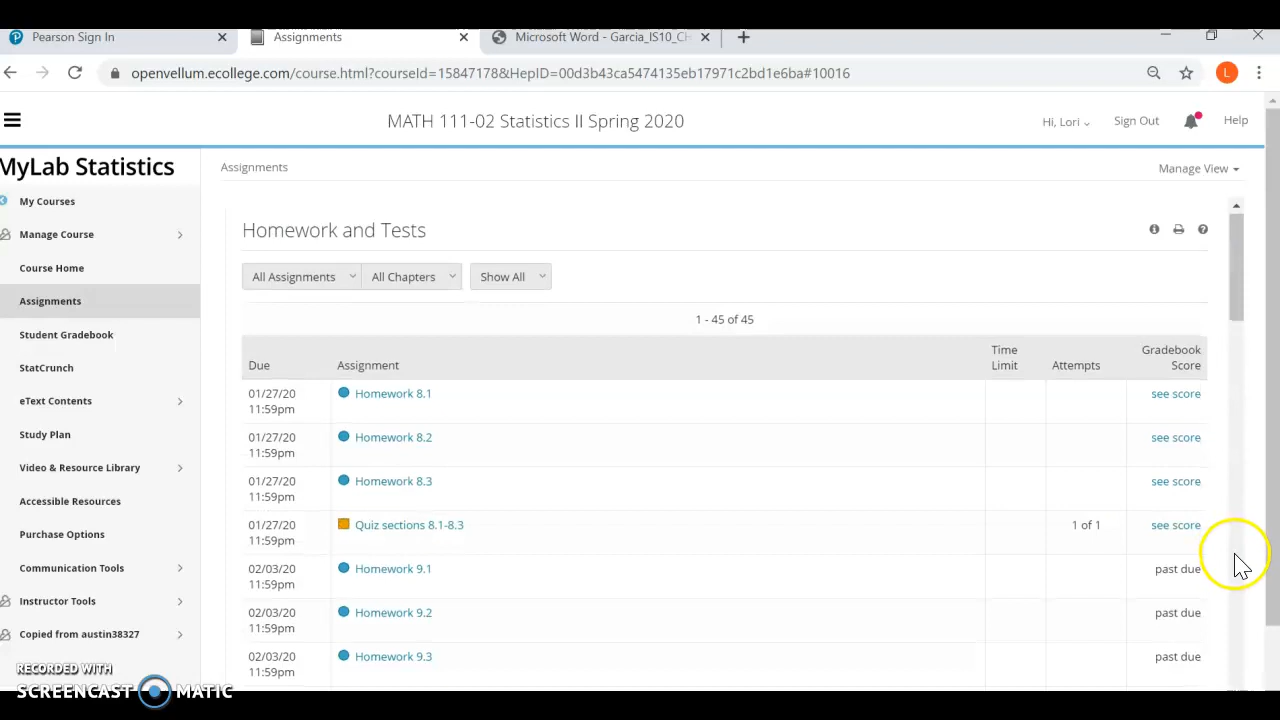 Pearson Sign In
Assignments
Microsoft Word - Garcia_IS10_CH
openvellum.ecollege.com/course.html?courseId=15847178&HepID=00d3b43ca5474135eb17971c2bd1e6ba#10016
L
MATH 111-02 Statistics II Spring 2020
Hi, Lori
Sign Out
Help
MyLab Statistics
Assignments
Manage View
My Courses
Manage Course
Course Home
Assignments
Student Gradebook
StatCrunch
eText Contents
Study Plan
Video & Resource Library
Accessible Resources
Purchase Options
Communication Tools
Instructor Tools
Copied from austin38327
Homework and Tests
All Assignments
All Chapters
Show All
1 - 45 of 45
Due
Assignment
Time
Limit
Attempts
Gradebook
Score
01/27/20
11:59pm
Homework 8.1
see score
01/27/20
11:59pm
Homework 8.2
see score
01/27/20
11:59pm
Homework 8.3
see score
01/27/20
11:59pm
Quiz sections 8.1-8.3
1 of 1
see score
02/03/20
11:59pm
Homework 9.1
past due
02/03/20
11:59pm
Homework 9.2
past due
02/03/20
11:59pm
Homework 9.3
past due
RECORDED WITH
SCREENCAST MATIC